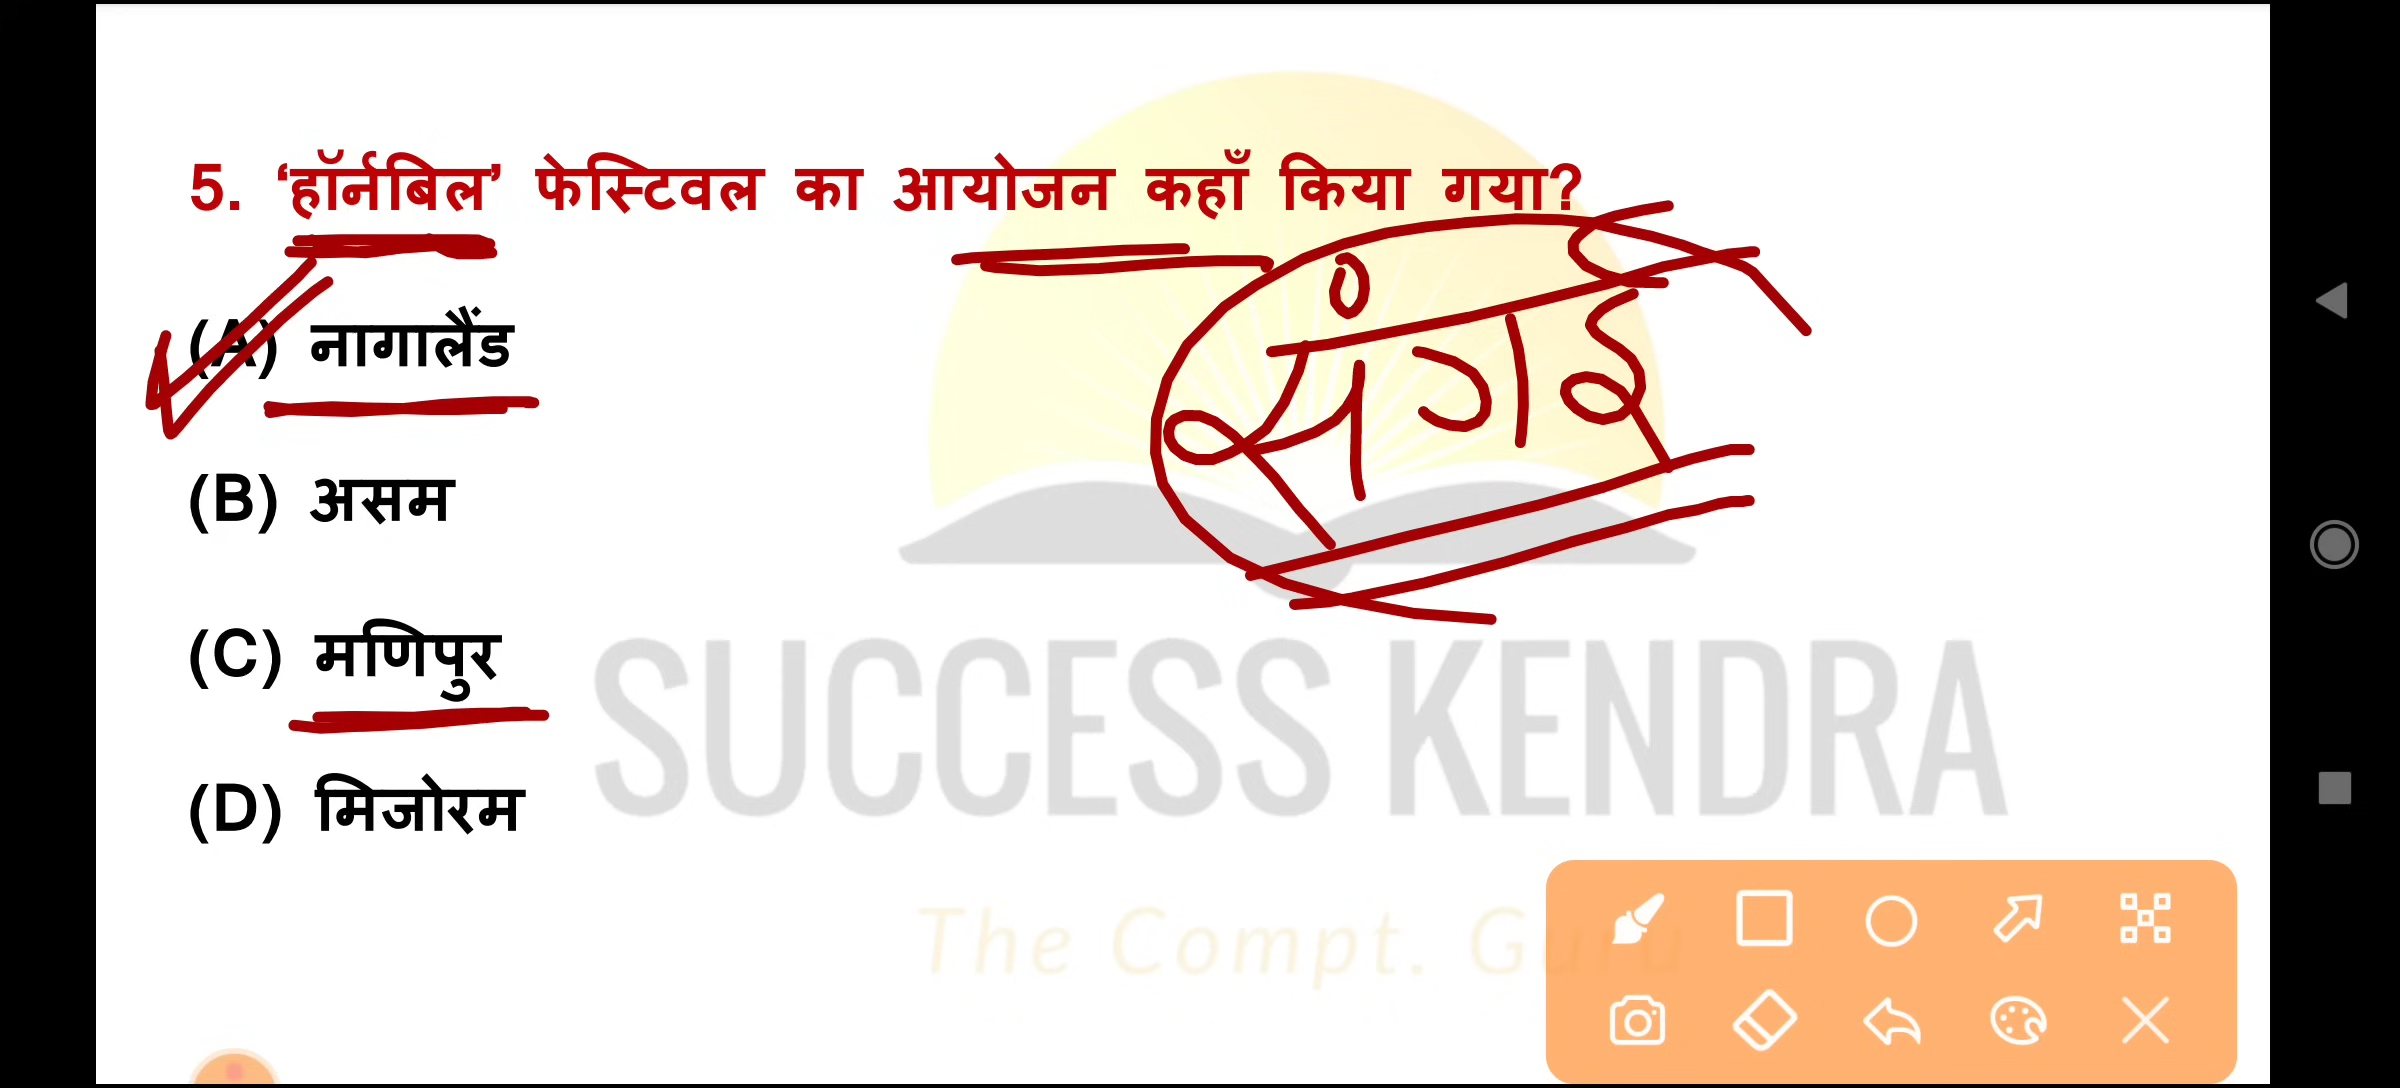 5. ‘हॉर्नबिल’ फेस्टिवल का आयोजन कहाँ किया गया?
(A) नागालैंड
संगाई
(B) असम
(C) मणिपुर
(D) मिजोरम
SUCCESS KENDRA
The Compt. Guru